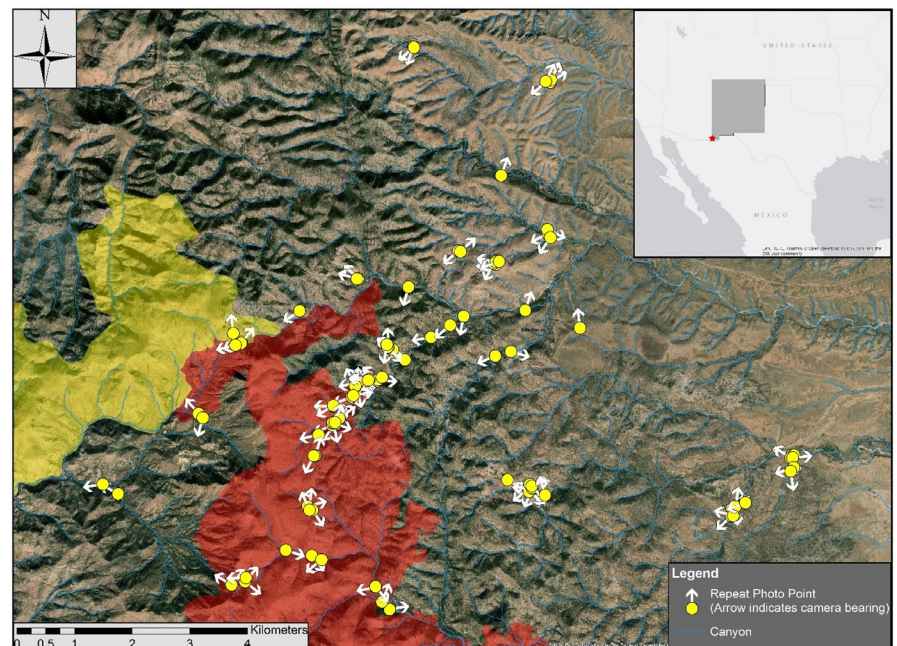 N
UNITED STATES
MÉXICO
Legend
Repeat Photo Point
(Arrow indicates camera bearing)
Canyon
Kilometers
0 0.5 1 2 3 4